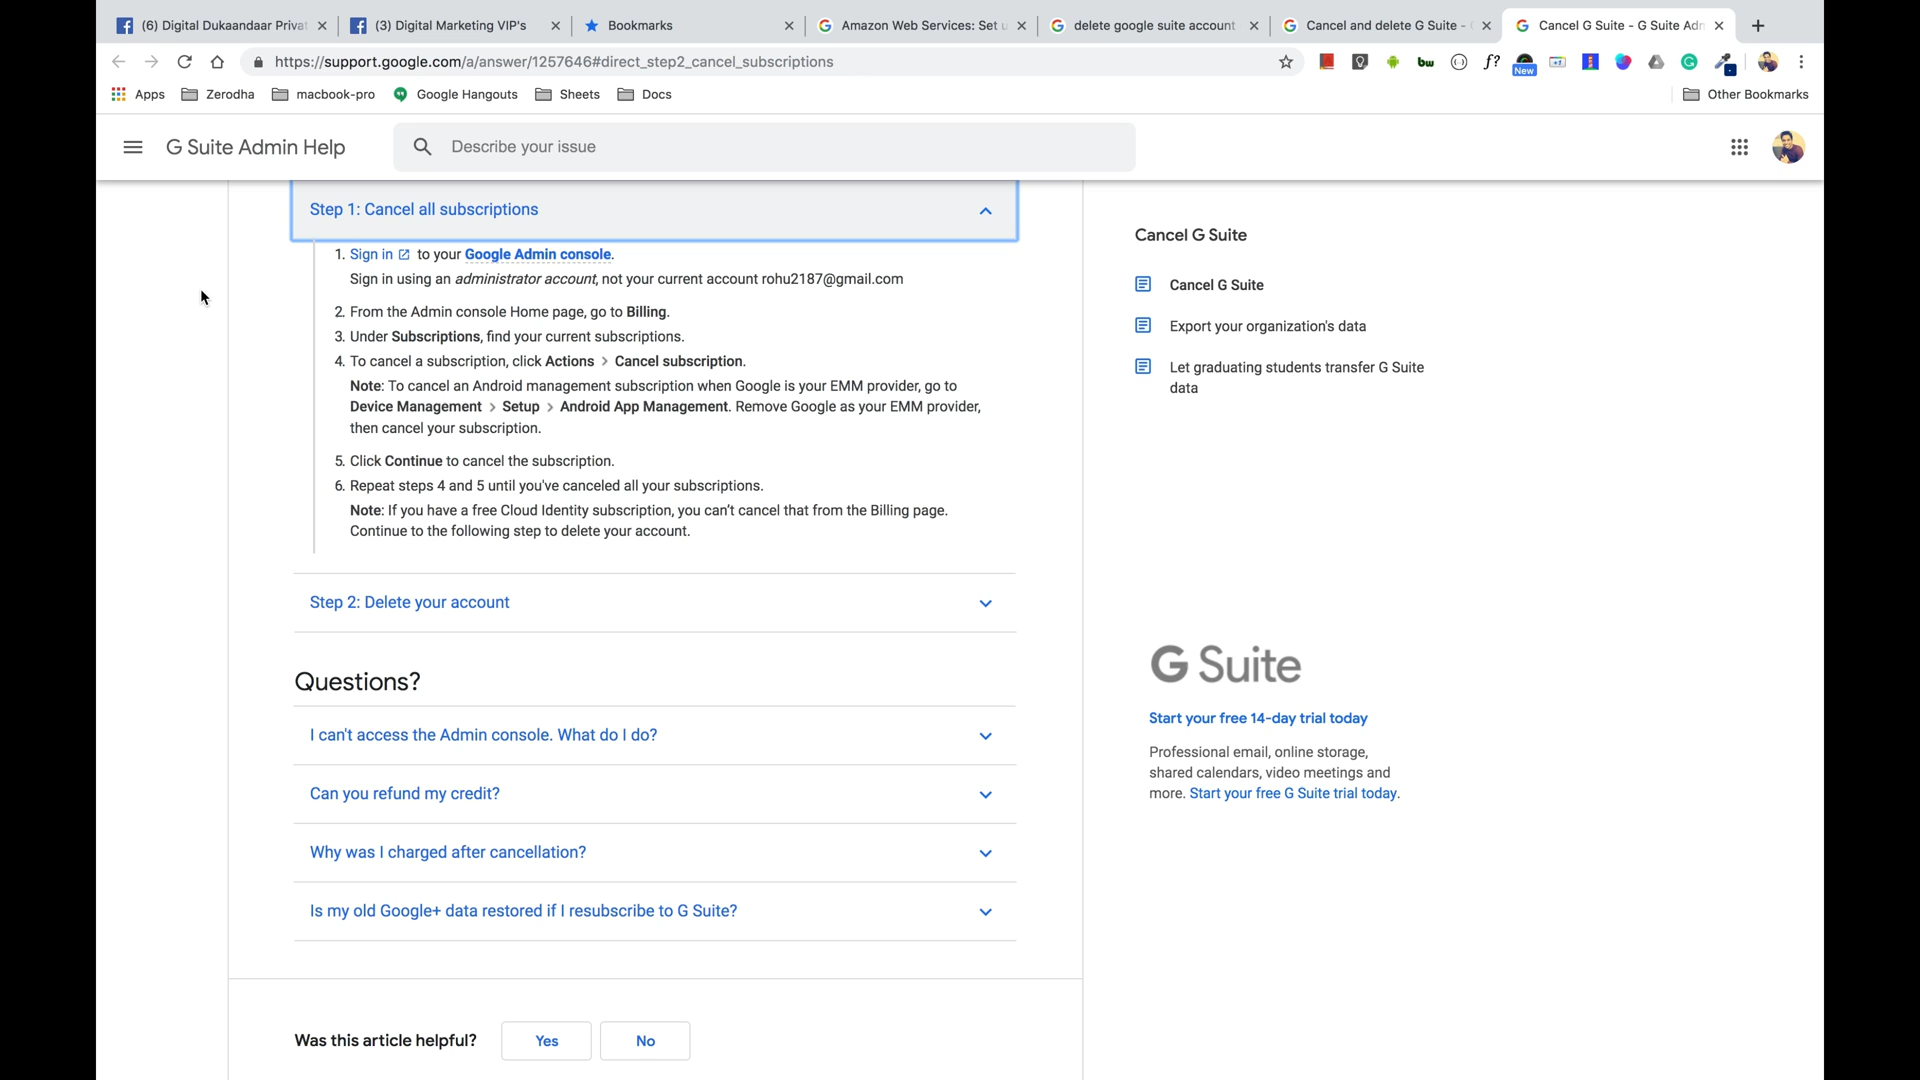 (6) Digital Dukaandaar Privat
(3) Digital Marketing VIP's
Bookmarks
Amazon Web Services: Set u
delete google suite account
Cancel and delete G Suite -
Cancel G Suite - G Suite Adm
https://support.google.com/a/answer/1257646#direct_step2_cancel_subscriptions
bw
f?
New
Apps
Zerodha
macbook-pro
Google Hangouts
Sheets
Docs
Other Bookmarks
G Suite Admin Help
Describe your issue
Step 1: Cancel all subscriptions
1. Sign in to your Google Admin console.
Sign in using an administrator account, not your current account rohu2187@gmail.com
2. From the Admin console Home page, go to Billing.
3. Under Subscriptions, find your current subscriptions.
4. To cancel a subscription, click Actions > Cancel subscription.
Note: To cancel an Android management subscription when Google is your EMM provider, go to
Device Management > Setup > Android App Management. Remove Google as your EMM provider,
then cancel your subscription.
5. Click Continue to cancel the subscription.
6. Repeat steps 4 and 5 until you've canceled all your subscriptions.
Note: If you have a free Cloud Identity subscription, you can't cancel that from the Billing page.
Continue to the following step to delete your account.
Step 2: Delete your account
Questions?
I can't access the Admin console. What do I do?
Can you refund my credit?
Why was I charged after cancellation?
Is my old Google+ data restored if I resubscribe to G Suite?
Was this article helpful?
Yes
No
Cancel G Suite
Cancel G Suite
Export your organization's data
Let graduating students transfer G Suite
data
G Suite
Start your free 14-day trial today
Professional email, online storage,
shared calendars, video meetings and
more. Start your free G Suite trial today.